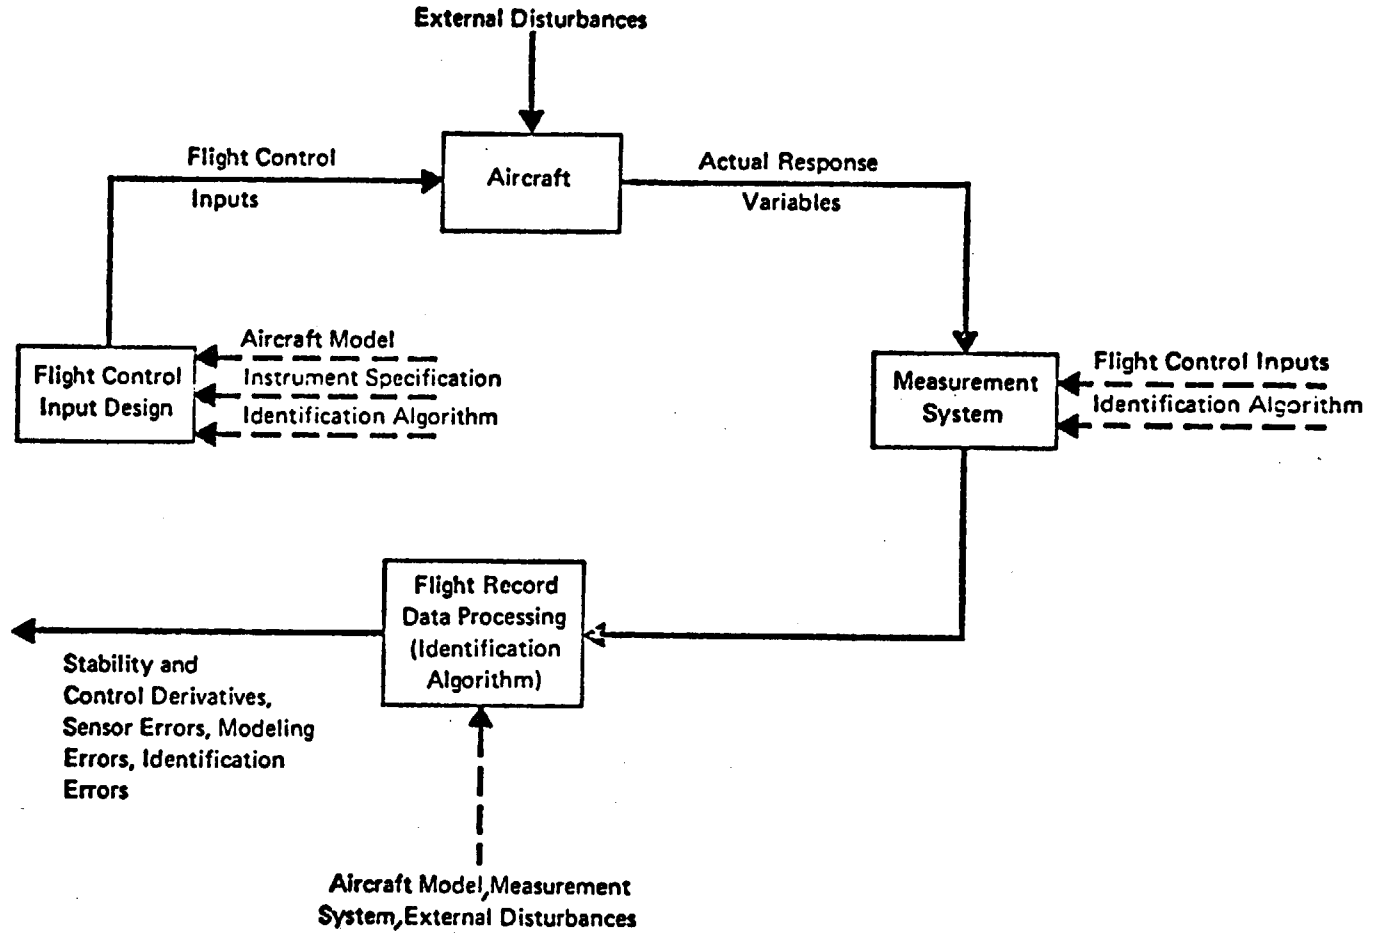 External Disturbances
Flight Control
Inputs
Aircraft
Actual Response
Variables
Flight Control
Input Design
Aircraft Model
Instrument Specification
Identification Algorithm
Measurement
System
Flight Control Inputs
Identification Algorithm
Flight Record
Data Processing
(Identification
Algorithm)
Stability and
Control Derivatives,
Sensor Errors, Modeling
Errors, Identification
Errors
Aircraft Model, Measurement
System, External Disturbances